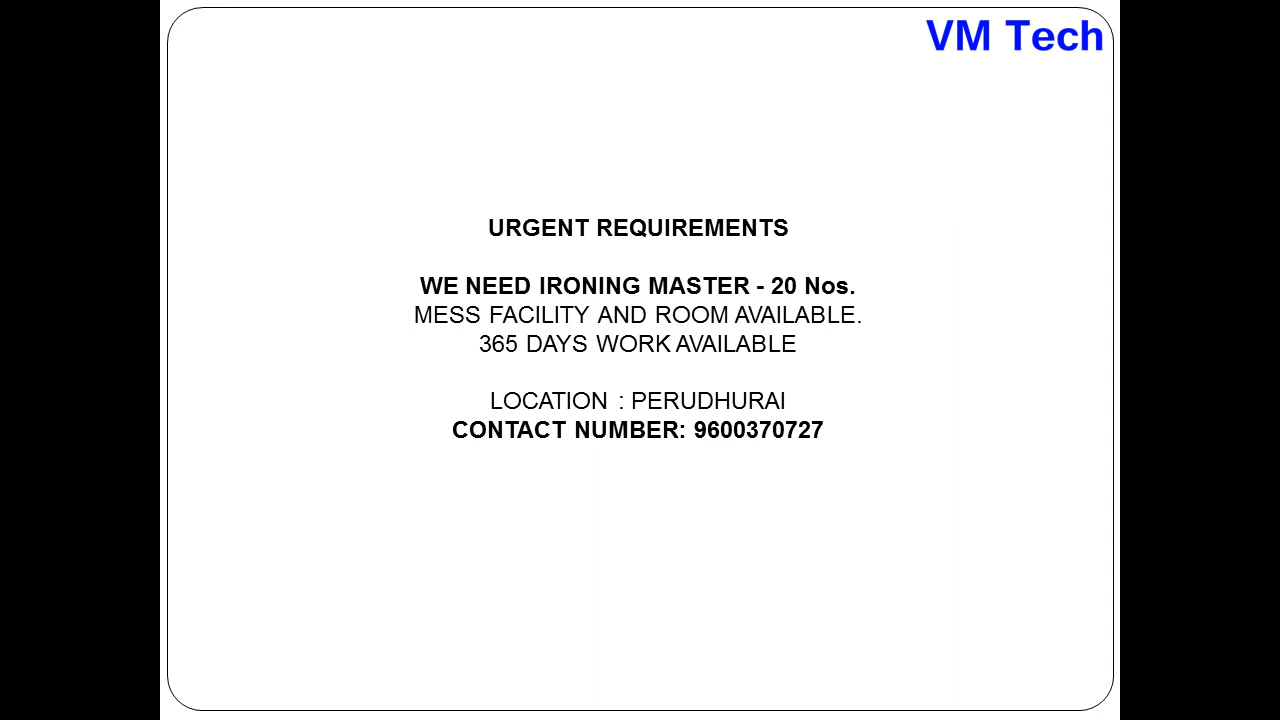 VM Tech
URGENT REQUIREMENTS
WE NEED IRONING MASTER - 20 Nos.
MESS FACILITY AND ROOM AVAILABLE.
365 DAYS WORK AVAILABLE
LOCATION : PERUDHURAI
CONTACT NUMBER: 9600370727